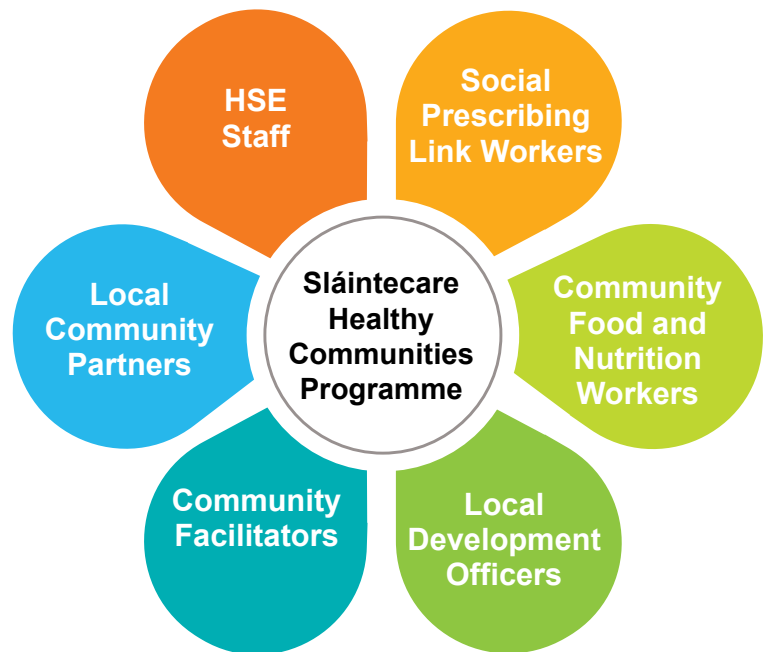 HSE
Staff
Social
Prescribing
Link Workers
Local
Community
Partners
Sláintecare
Healthy
Communities
Programme
Community
Food and
Nutrition
Workers
Community
Facilitators
Local
Development
Officers